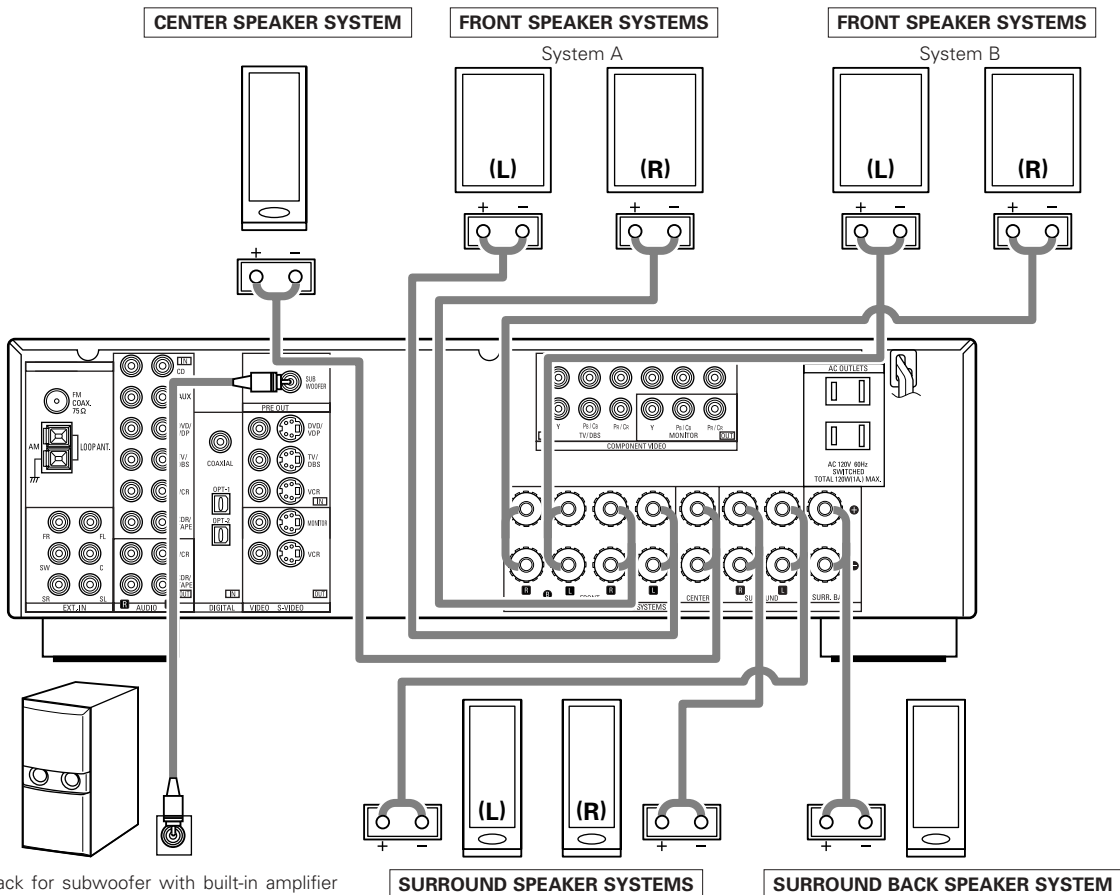 CENTER SPEAKER SYSTEM
FRONT SPEAKER SYSTEMS
FRONT SPEAKER SYSTEMS
System A
System B
(L)
(R)
(L)
(R)
+ −
+ −
+ −
+ −
+ −
FM
COAX.
75Ω
AM
LOOP ANT.
IN
CD
AUX
DVD/
VDP
TV/
DBS
VCR
CDR/
TAPE
VCR
CDR/
TAPE
OUT
FR
FL
SW
C
SR
SL
EXT. IN
R
AUDIO
COAXIAL
OPT-1
OPT-2
IN
DIGITAL
SUB
WOOFER
PRE OUT
DVD/
VDP
TV/
DBS
VCR
IN
MONITOR
VCR
OUT
VIDEO
S-VIDEO
Y
PB/CB
PR/CR
Y
PB/CB
PR/CR
TV/DBS
MONITOR
OUT
COMPONENT VIDEO
AC OUTLETS
AC 120V 60Hz
SWITCHED
TOTAL 120W(1A.) MAX.
+
−
R
B
L
R
L
R
L
FRONT
SYSTEMS
CENTER
SURR. BA
(L)
(R)
+ −
+ −
+ −
ack for subwoofer with built-in amplifier
SURROUND SPEAKER SYSTEMS
SURROUND BACK SPEAKER SYSTEM